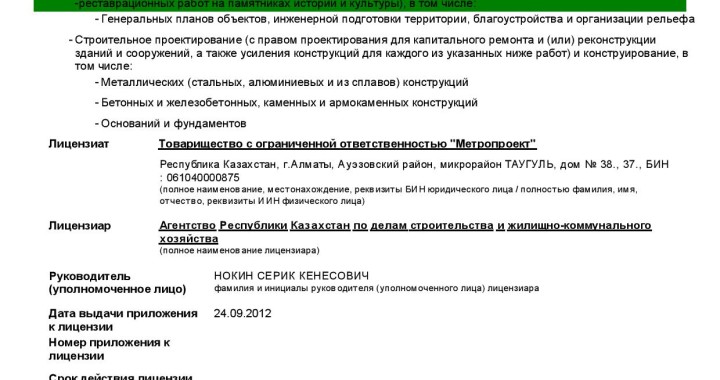 -реставрационных работ на памятниках истории и культуры), в том числе:
- Генеральных планов объектов, инженерной подготовки территории, благоустройства и организации рельефа
- Строительное проектирование (с правом проектирования для капитального ремонта и (или) реконструкции
зданий и сооружений, а также усиления конструкций для каждого из указанных ниже работ) и конструирование, в
том числе:
- Металлических (стальных, алюминиевых и из сплавов) конструкций
- Бетонных и железобетонных, каменных и армокаменных конструкций
- Оснований и фундаментов
Лицензиат Товарищество с ограниченной ответственностью "Метропроект"
Республика Казахстан, г.Алматы, Ауэзовский район, микрорайон ТАУГУЛЬ, дом № 38., 37., БИН
: 061040000875
(полное наименование, местонахождение, реквизиты БИН юридического лица / полностью фамилия, имя,
отчество, реквизиты ИИН физического лица)
Лицензиар Агентство Республики Казахстан по делам строительства и жилищно-коммунального
хозяйства
(полное наименование лицензиара)
Руководитель НОКИН СЕРИК КЕНЕСОВИЧ
(уполномоченное лицо) фамилия и инициалы руководителя (уполномоченного лица) лицензиара
Дата выдачи приложения 24.09.2012
к лицензии
Номер приложения к
лицензии
Срок действия лицензии